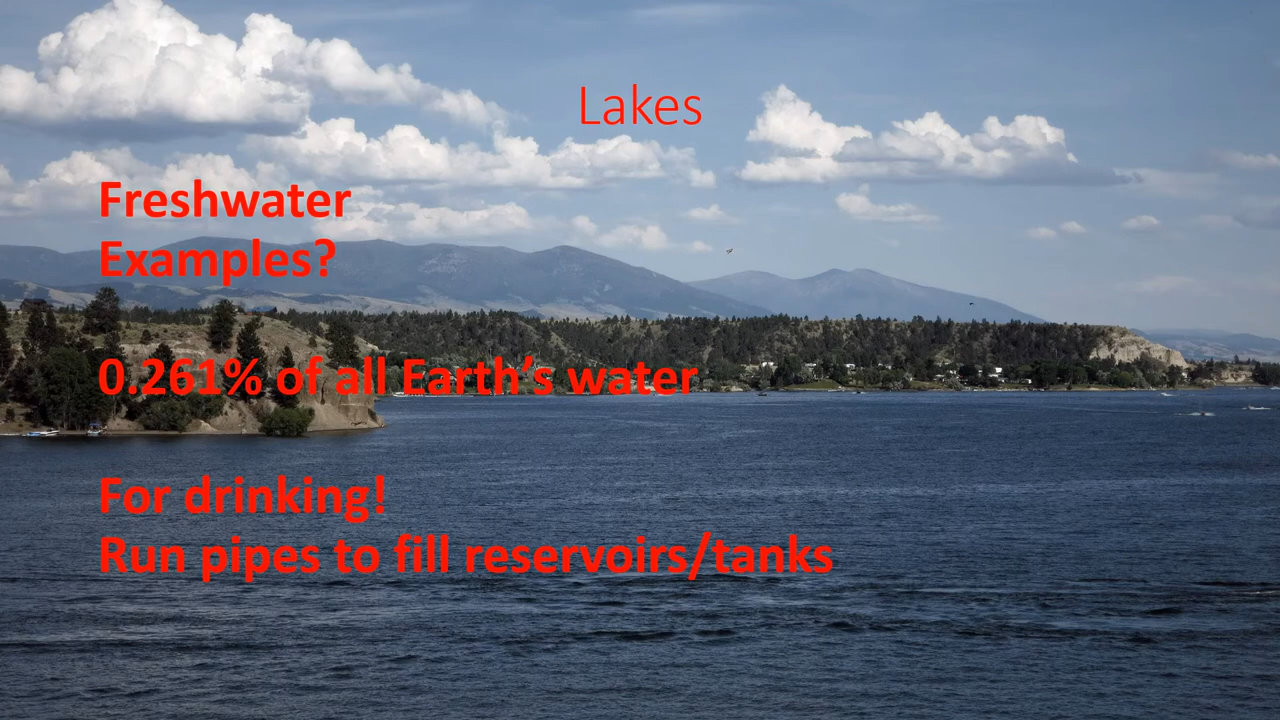 Lakes
Freshwater
Examples?
0.261% of all Earth’s water
For drinking!
Run pipes to fill reservoirs/tanks